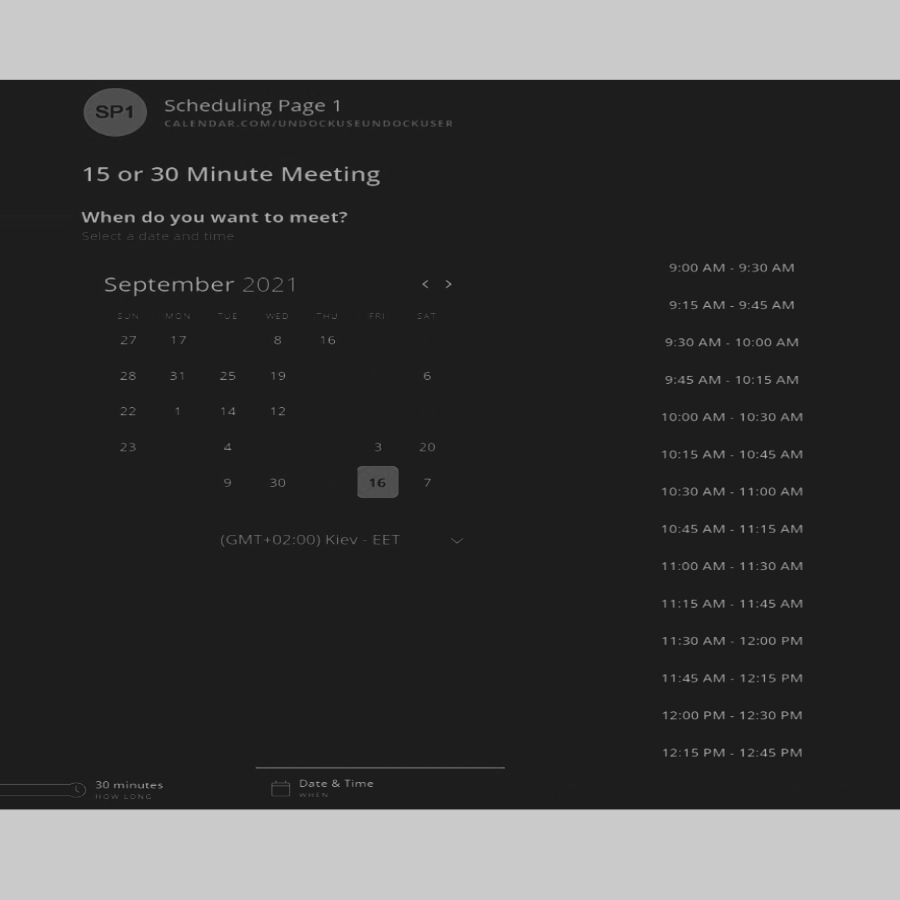 SP1
Scheduling Page 1
CALENDAR.COM/UNDOCKUSEUNDOCKUSER
15 or 30 Minute Meeting
When do you want to meet?
Select a date and time
September 2021
< >
SUN MON TUE WED THU FRI SAT
27 17 8 16
28 31 25 19 6
22 1 14 12
23 4 3 20
9 30 16 7
(GMT+02:00) Kiev - EET
9:00 AM - 9:30 AM
9:15 AM - 9:45 AM
9:30 AM - 10:00 AM
9:45 AM - 10:15 AM
10:00 AM - 10:30 AM
10:15 AM - 10:45 AM
10:30 AM - 11:00 AM
10:45 AM - 11:15 AM
11:00 AM - 11:30 AM
11:15 AM - 11:45 AM
11:30 AM - 12:00 PM
11:45 AM - 12:15 PM
12:00 PM - 12:30 PM
12:15 PM - 12:45 PM
30 minutes
HOW LONG
Date & Time
WHEN